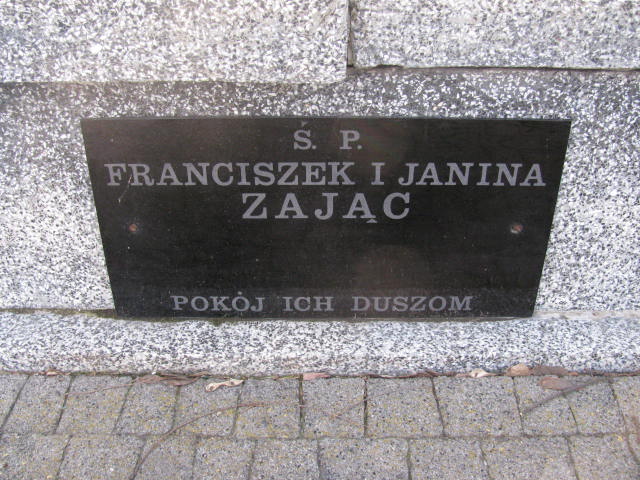 Ś. P.
FRANCISZEK I JANINA
ZAJĄC
POKÓJ ICH DUSZOM